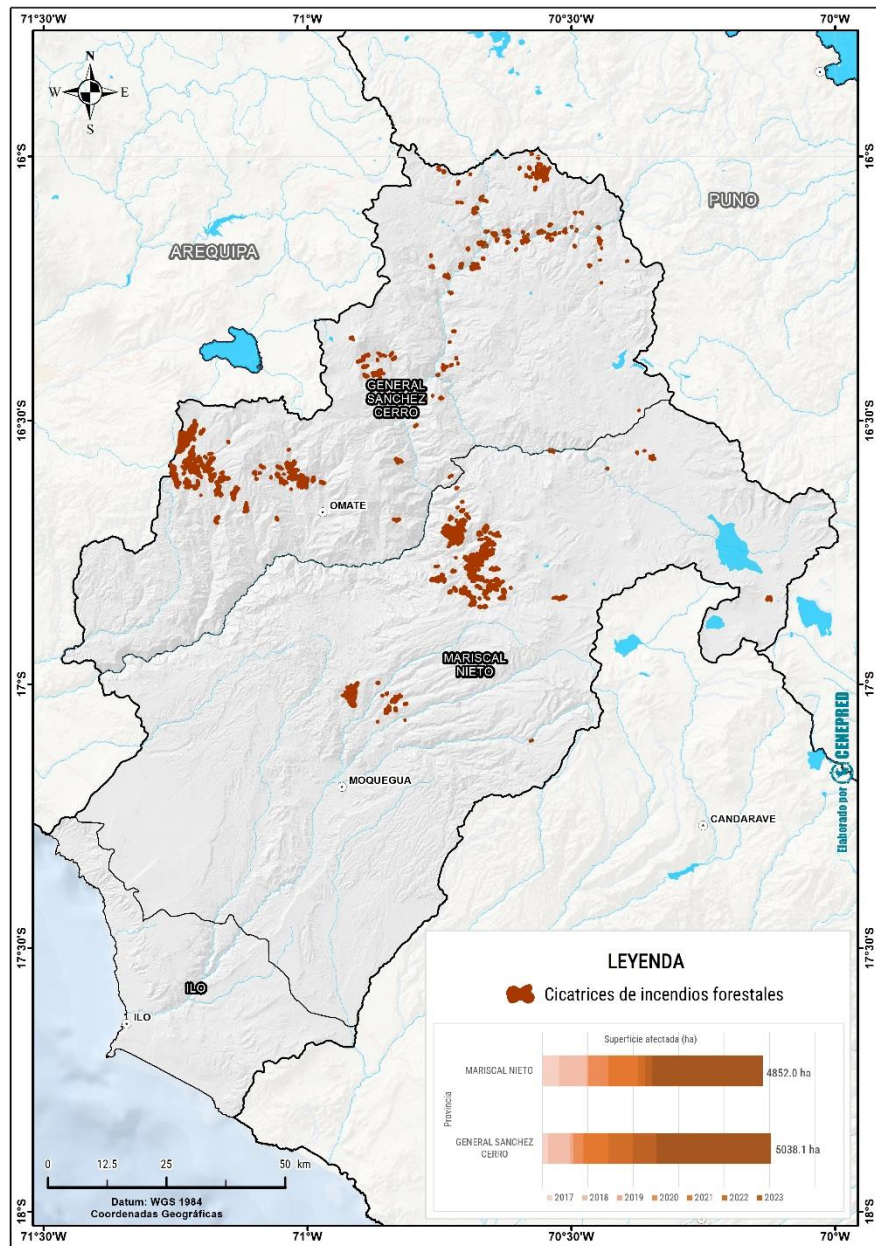 71°30'W
71°W
70°30'W
70°W
N
W
E
S
16°S
16°S
PUNO
AREQUIPA
GENERAL
SANCHEZ
CERRO
16°30'S
16°30'S
OMATE
MARISCAL
NIETO
17°S
17°S
MOQUEGUA
CANDARAVE
Elaborado por CENEPRED
17°30'S
17°30'S
ILO
ILO
LEYENDA
Cicatrices de incendios forestales
Superficie afectada (ha)
Provincia
MARISCAL NIETO
4852.0 ha
GENERAL SANCHEZ
CERRO
5038.1 ha
2017 2018 2019 2020 2021 2022 2023
0 12.5 25 50 km
Datum: WGS 1984
Coordenadas Geográficas
18°S
18°S
71°30'W
71°W
70°30'W
70°W